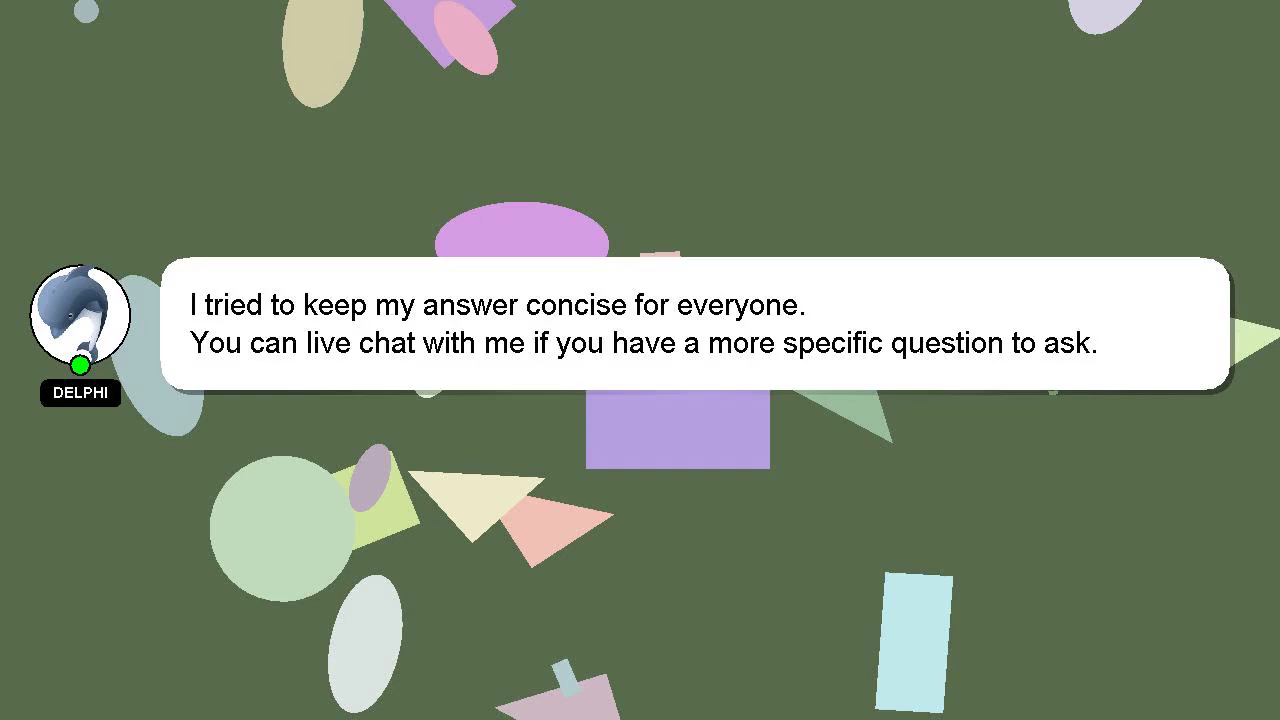 I tried to keep my answer concise for everyone.
You can live chat with me if you have a more specific question to ask.
DELPHI